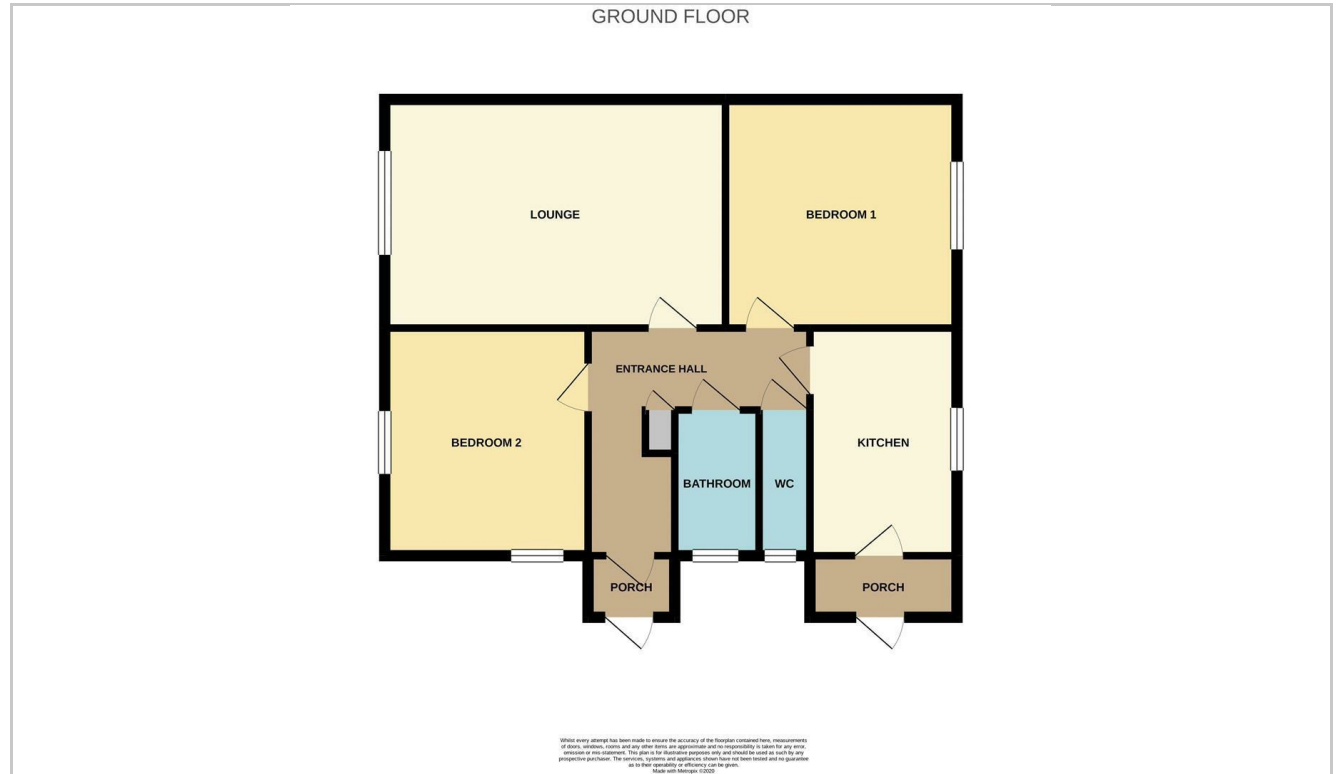 GROUND FLOOR
LOUNGE
BEDROOM 1
ENTRANCE HALL
BEDROOM 2
KITCHEN
BATHROOM
WC
PORCH
PORCH
Whilst every attempt has been made to ensure the accuracy of the floorplan contained here, measurements
of doors, windows, rooms and any other items are approximate and no responsibility is taken for any error,
omission or mis-statement. This plan is for illustrative purposes only and should be used as such by any
prospective purchaser. The services, systems and appliances shown have not been tested and no guarantee
as to their operability or efficiency can be given.
Made with Metropix ©2020